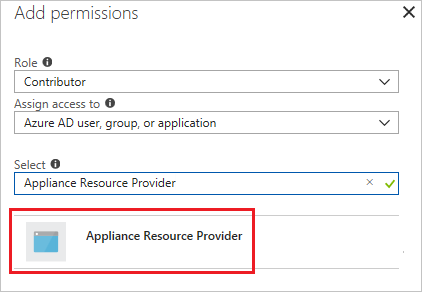 Add permissions
Role
Contributor
Assign access to
Azure AD user, group, or application
Select
Appliance Resource Provider
Appliance Resource Provider